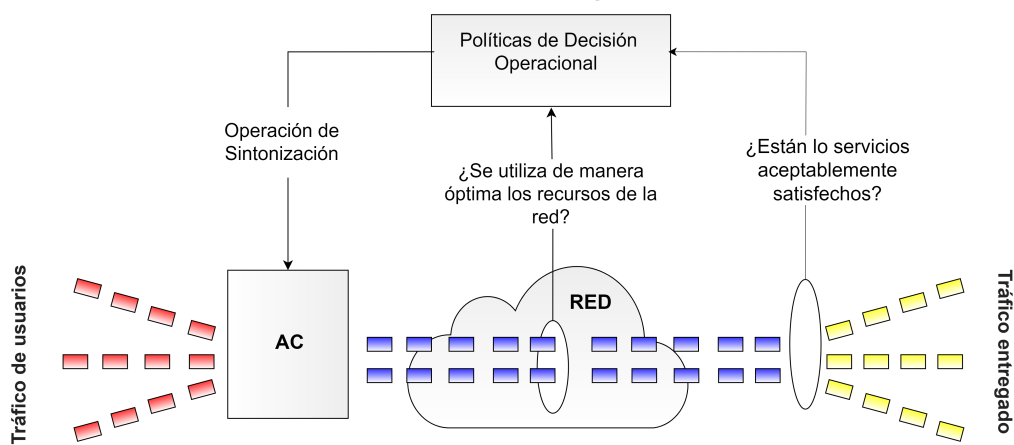 Políticas de Decisión
Operacional
Operación de
Sintonización
¿Se utiliza de manera
óptima los recursos de la
red?
¿Están lo servicios
aceptablemente
satisfechos?
Tráfico de usuarios
AC
RED
Tráfico entregado